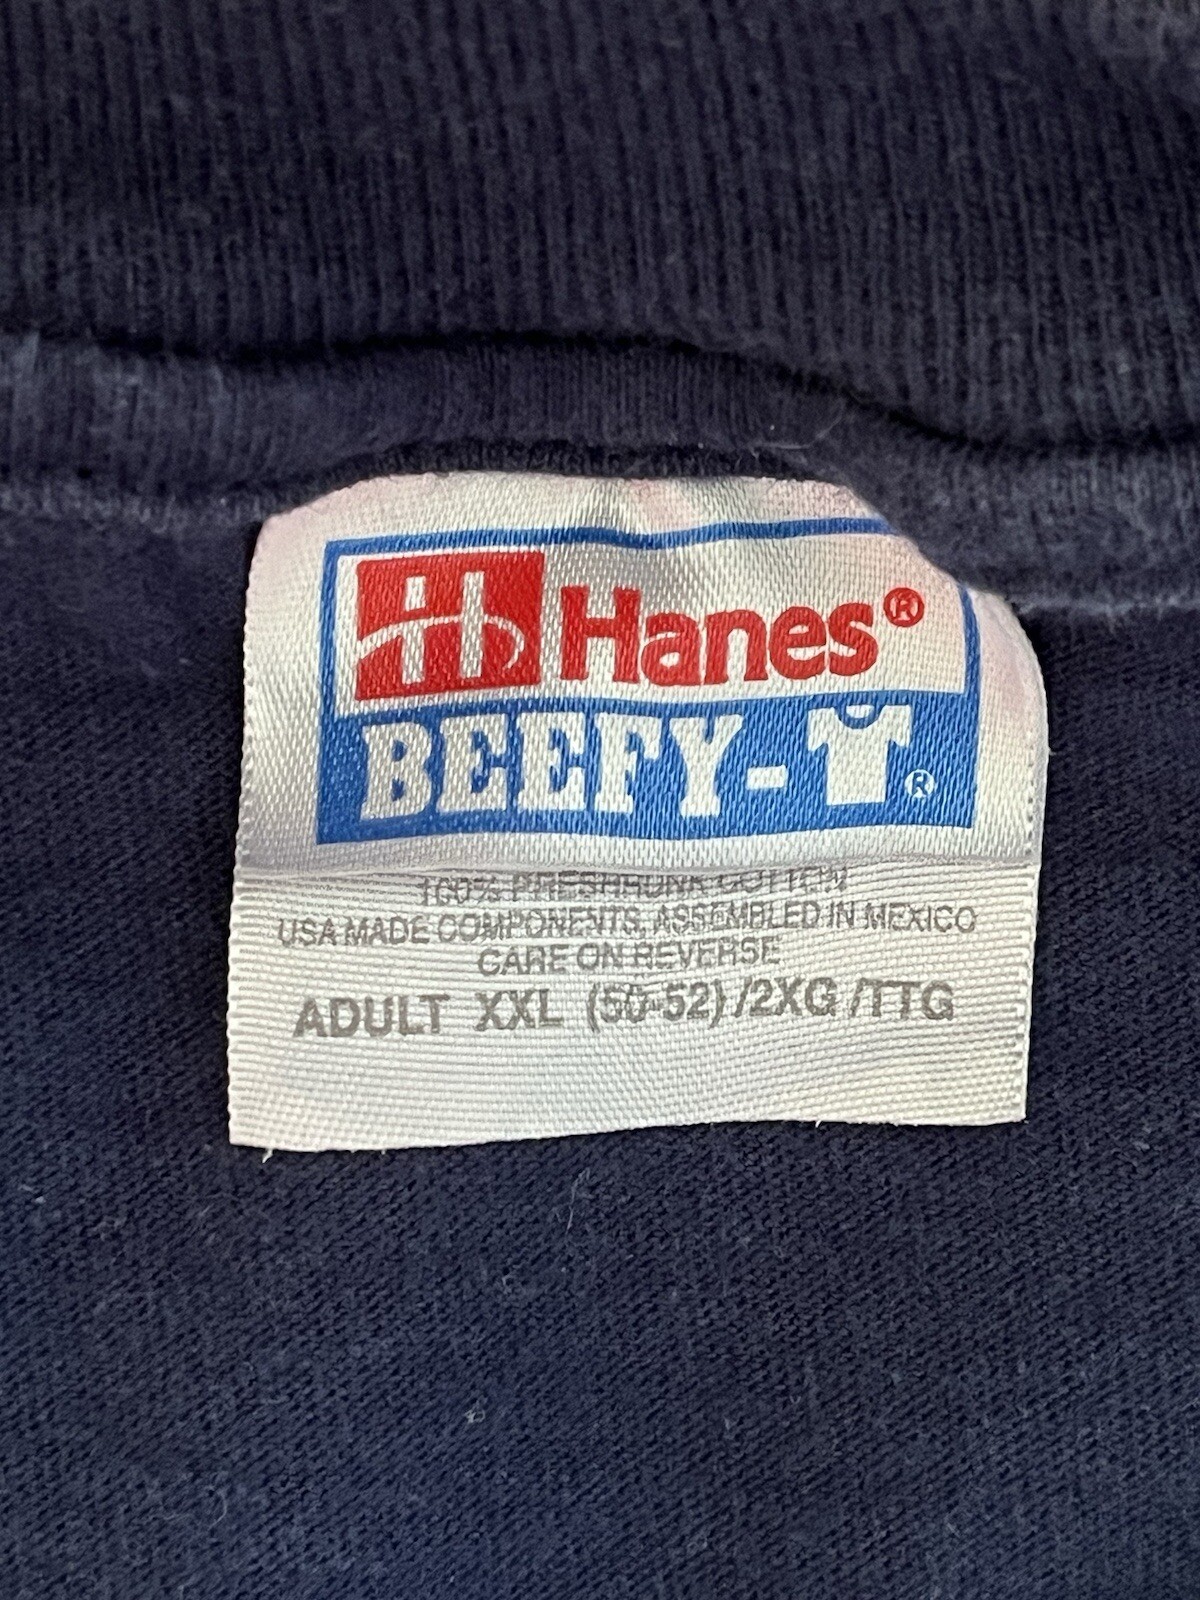 Hanes®
BEEFY-T®
100% PRESHRUNK COTTON
USA MADE COMPONENTS, ASSEMBLED IN MEXICO
CARE ON REVERSE
ADULT XXL (50-52) /2XG /TTG